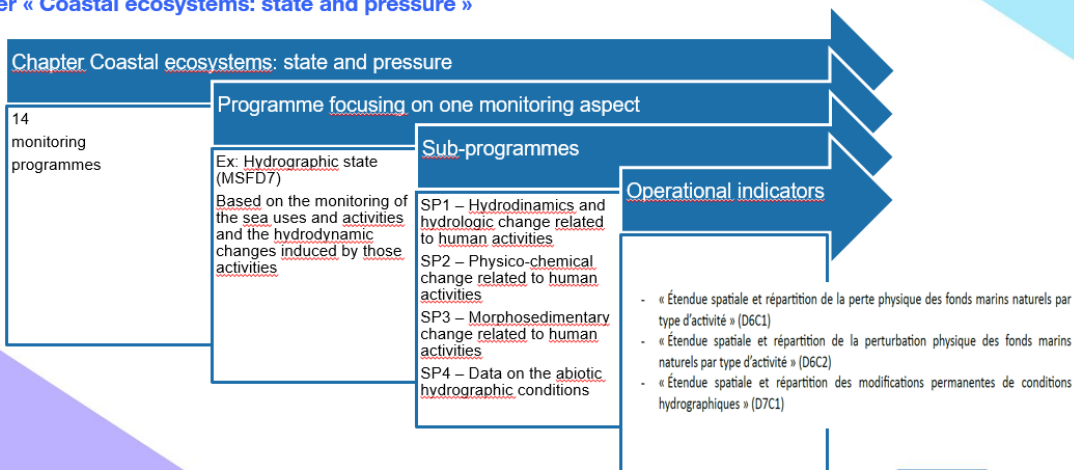 er « Coastal ecosystems: state and pressure »
Chapter Coastal ecosystems: state and pressure
14
monitoring
programmes
Programme focusing on one monitoring aspect
Ex: Hydrographic state
(MSFD7)
Based on the monitoring of
the sea uses and activities
and the hydrodynamic
changes induced by those
activities
Sub-programmes
SP1 – Hydrodinamics and
hydrologic change related
to human activities
SP2 – Physico-chemical
change related to human
activities
SP3 – Morphosedimentary
change related to human
activities
SP4 – Data on the abiotic
hydrographic conditions
Operational indicators
- « Étendue spatiale et répartition de la perte physique des fonds marins naturels par
type d'activité » (D6C1)
- « Étendue spatiale et répartition de la perturbation physique des fonds marins
naturels par type d'activité » (D6C2)
- « Étendue spatiale et répartition des modifications permanentes de conditions
hydrographiques » (D7C1)